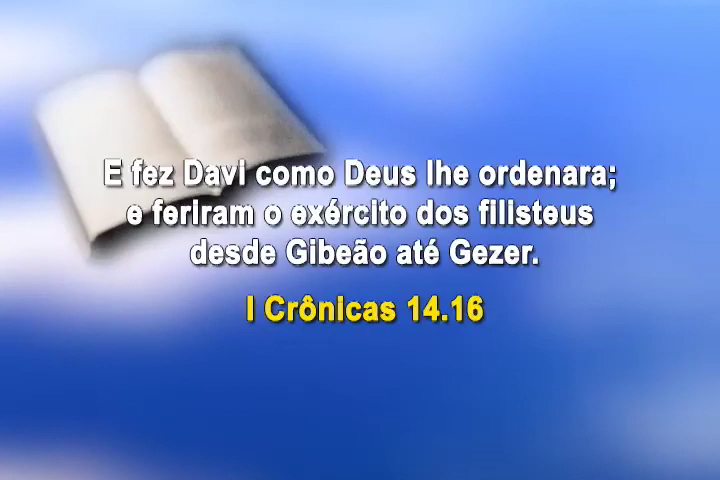 E fez Davi como Deus lhe ordenara;
e feriram o exército dos filisteus
desde Gibeão até Gezer.
I Crônicas 14.16